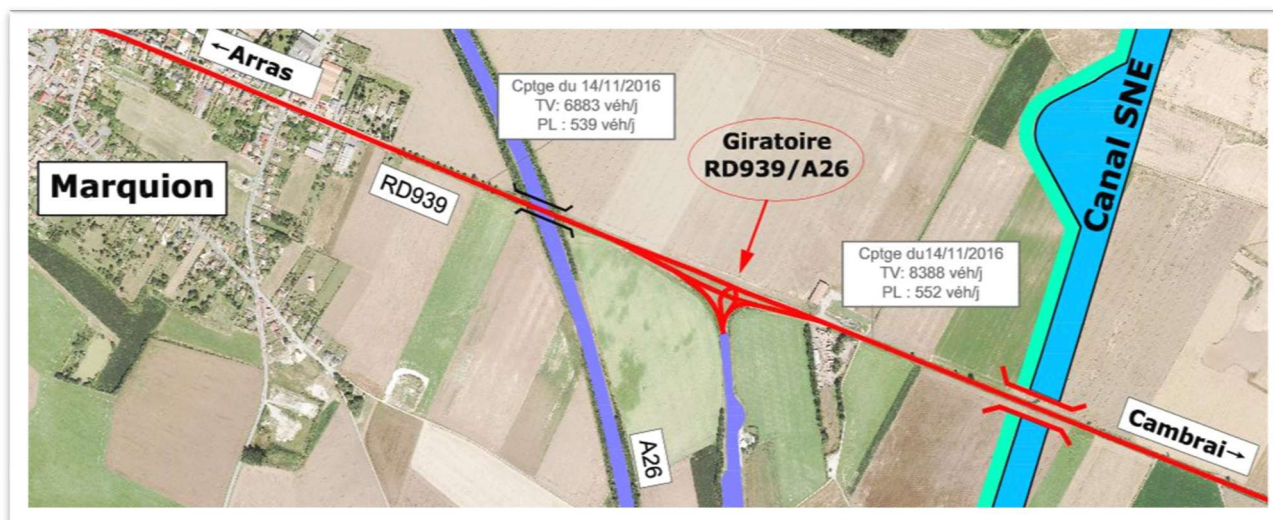 ←Arras
Cptge du 14/11/2016
TV: 6883 véh/j
PL : 539 véh/j
Giratoire
RD939/A26
Canal SNE
Marquion
RD939
Cptge du14/11/2016
TV: 8388 véh/j
PL : 552 véh/j
A26
Cambrai→